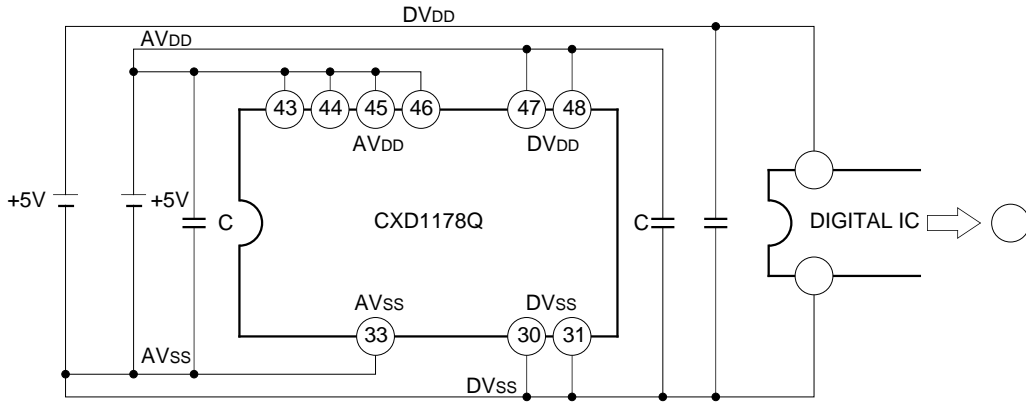 DVDD
AVDD
43 44 45 46 47 48
AVDD DVDD
+5V +5V C CXD1178Q C DIGITAL IC
AVSS DVSS
33 30 31
AVSS
DVSS